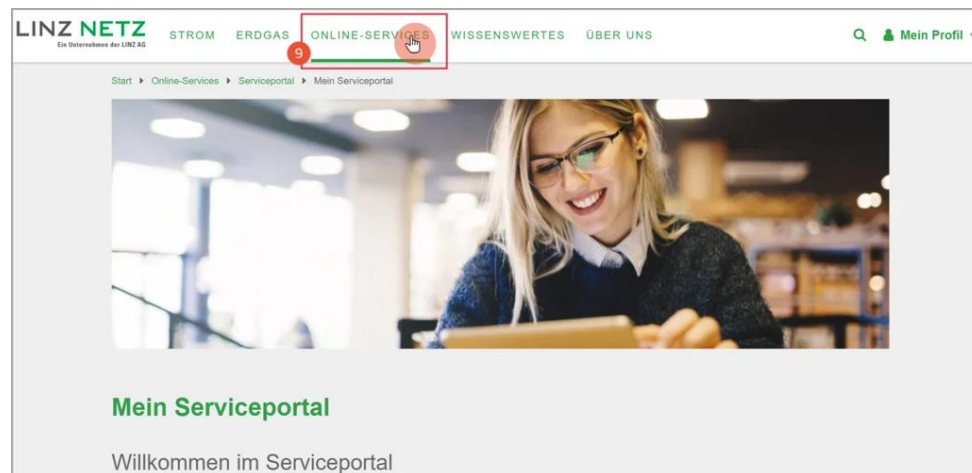 LINZ NETZ
Ein Unternehmen der LINZ AG
STROM ERDGAS ONLINE-SERVICES WISSENSWERTES ÜBER UNS Mein Profil
9
Start Online-Services Serviceportal Mein Serviceportal
Mein Serviceportal
Willkommen im Serviceportal